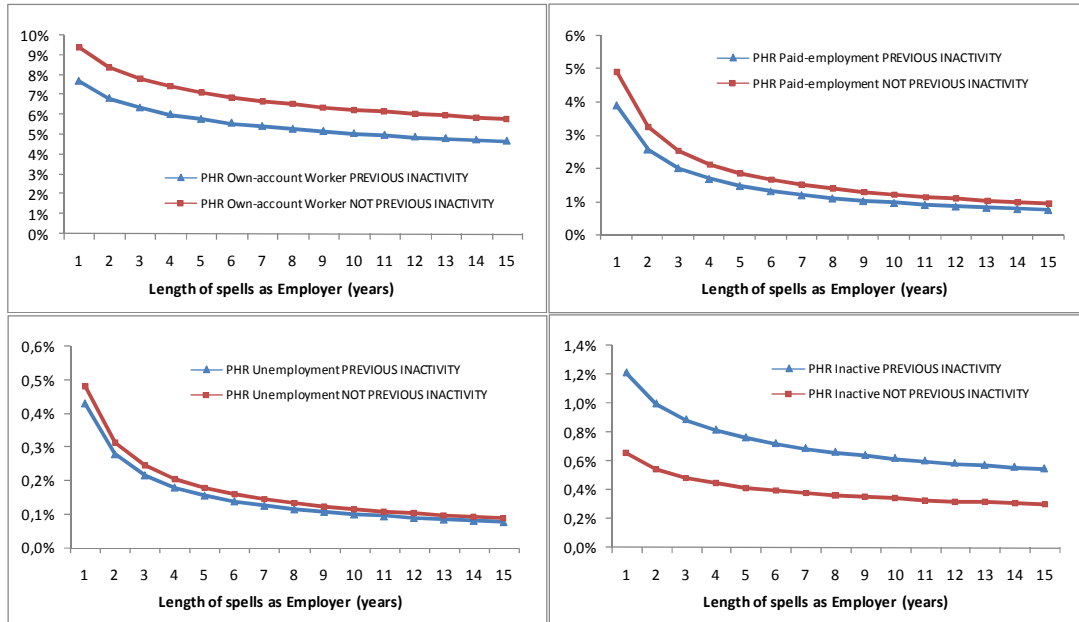 10%
9%
8%
7%
6%
5%
4%
3%
2%
1%
0%
PHR Own-account Worker PREVIOUS INACTIVITY
PHR Own-account Worker NOT PREVIOUS INACTIVITY
1 2 3 4 5 6 7 8 9 10 11 12 13 14 15
Length of spells as Employer (years)
6%
5%
4%
3%
2%
1%
0%
PHR Paid-employment PREVIOUS INACTIVITY
PHR Paid-employment NOT PREVIOUS INACTIVITY
1 2 3 4 5 6 7 8 9 10 11 12 13 14 15
Length of spells as Employer (years)
0,6%
0,5%
0,4%
0,3%
0,2%
0,1%
0,0%
PHR Unemployment PREVIOUS INACTIVITY
PHR Unemployment NOT PREVIOUS INACTIVITY
1 2 3 4 5 6 7 8 9 10 11 12 13 14 15
Length of spells as Employer (years)
1,4%
1,2%
1,0%
0,8%
0,6%
0,4%
0,2%
0,0%
PHR Inactive PREVIOUS INACTIVITY
PHR Inactive NOT PREVIOUS INACTIVITY
1 2 3 4 5 6 7 8 9 10 11 12 13 14 15
Length of spells as Employer (years)